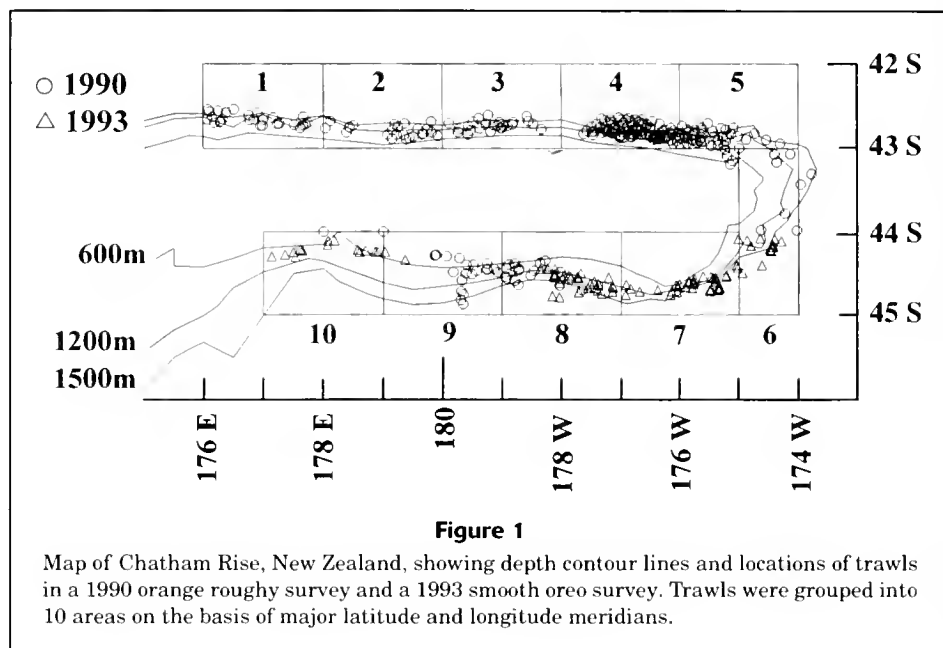 ○ 1990
△ 1993
1 2 3 4 5
42 S
43 S
44 S
45 S
600m
1200m
1500m
10 9 8 7 6
176 E
178 E
180
178 W
176 W
174 W
Figure 1
Map of Chatham Rise, New Zealand, showing depth contour lines and locations of trawls
in a 1990 orange roughy survey and a 1993 smooth oreo survey. Trawls were grouped into
10 areas on the basis of major latitude and longitude meridians.